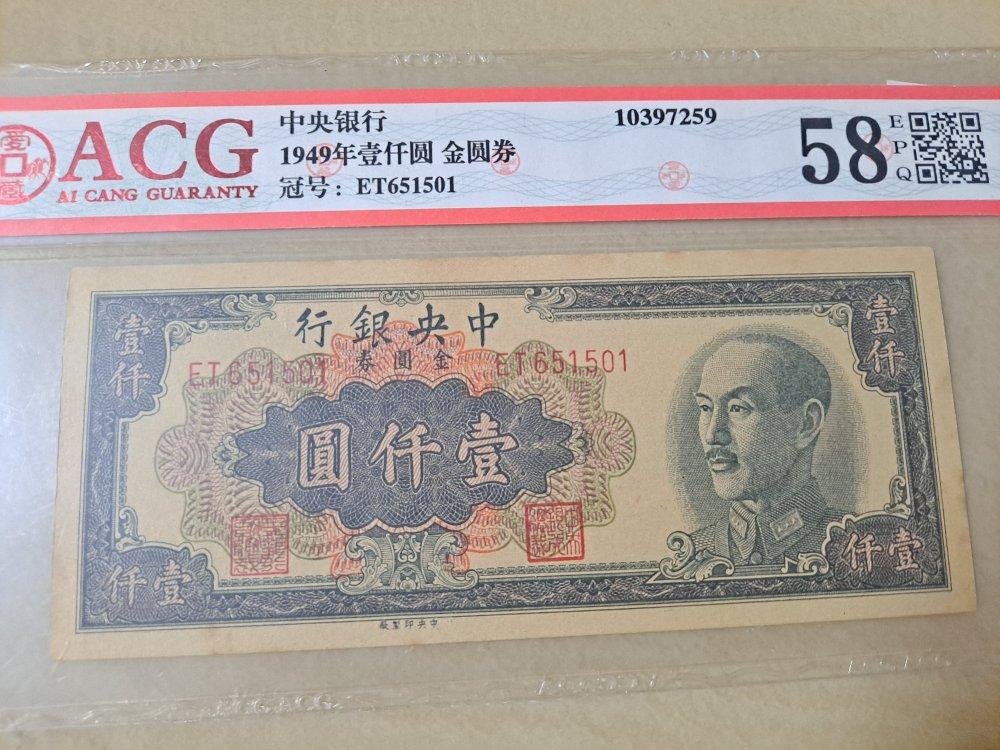 ACG
AI CANG GUARANTY
中央银行
10397259
1949年壹仟圆 金圆券
冠号：ET651501
58
EPQ
壹仟
行銀央中
壹仟
ET651501
券圓金
ET651501
圓仟壹
仟壹
仟壹
廠製印央中